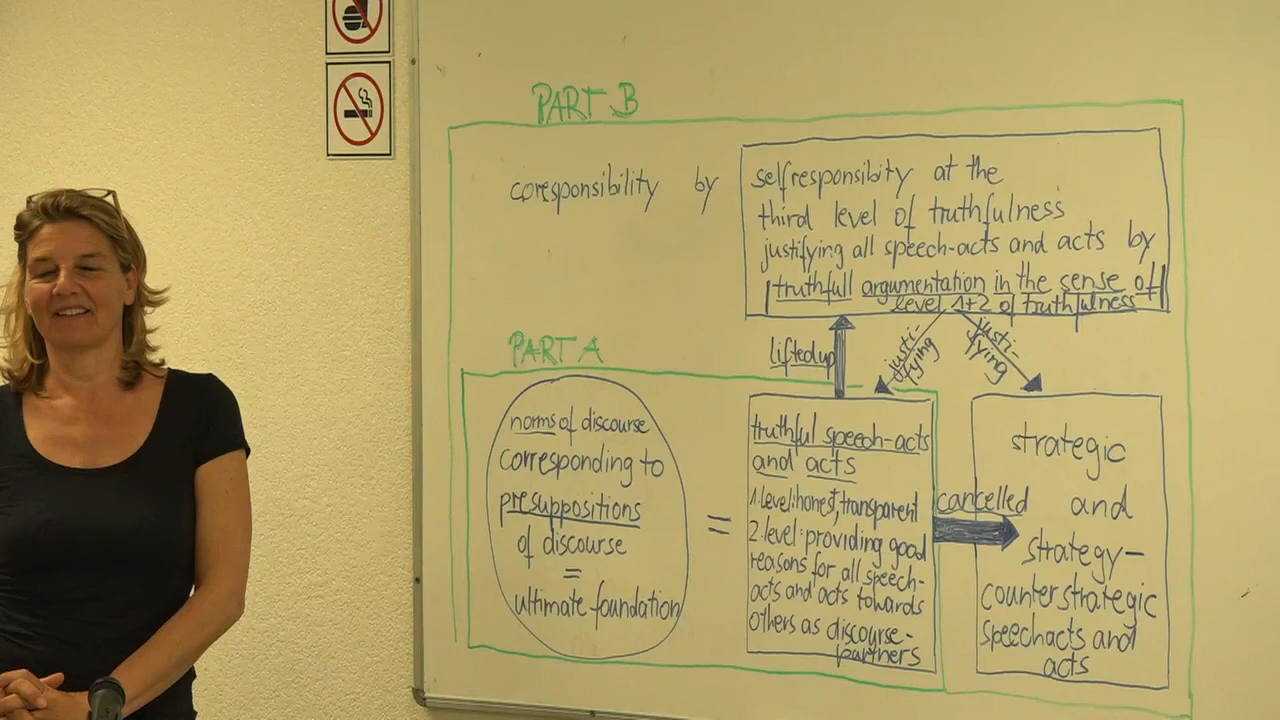 PART B
coresponsibility by
selfresponsibity at the
third level of truthfulness
justifying all speech-acts and acts by
truthfull argumentation in the sense of
level 1+2 of truthfulness
lifted up
justi-
fying
justi-
fying
PART A
norms of discourse
corresponding to
presuppositions
of discourse
=
ultimate foundation
=
truthful speech-acts
and acts
1. level: honest, transparent
2. level: providing good
reasons for all speech-
acts and acts towards
others as discourse-
partners
cancelled
strategic
and
strategy-
counterstrategic
speechacts and
acts